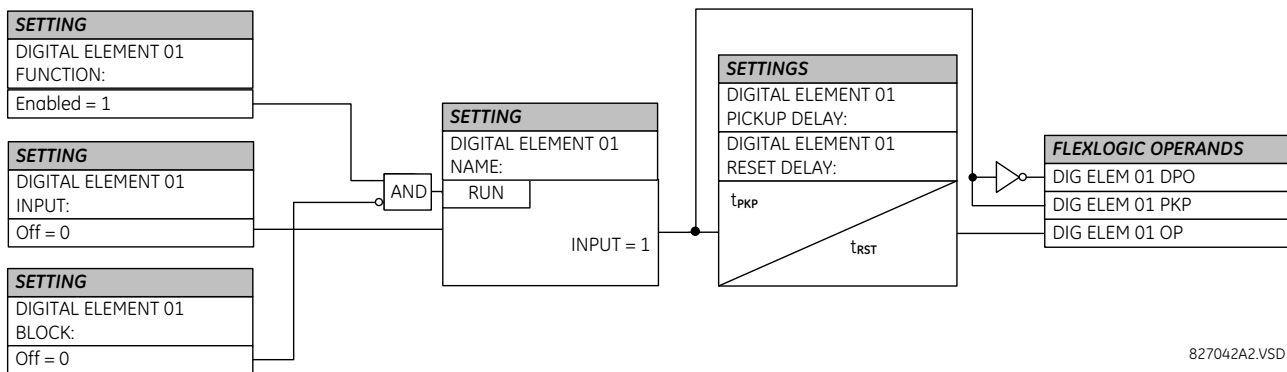 SETTING
DIGITAL ELEMENT 01
FUNCTION:
Enabled = 1
SETTING
DIGITAL ELEMENT 01
INPUT:
Off = 0
SETTING
DIGITAL ELEMENT 01
BLOCK:
Off = 0
AND
SETTING
DIGITAL ELEMENT 01
NAME:
RUN
INPUT = 1
SETTINGS
DIGITAL ELEMENT 01
PICKUP DELAY:
DIGITAL ELEMENT 01
RESET DELAY:
tPKP
tRST
FLEXLOGIC OPERANDS
DIG ELEM 01 DPO
DIG ELEM 01 PKP
DIG ELEM 01 OP
827042A2.VSD